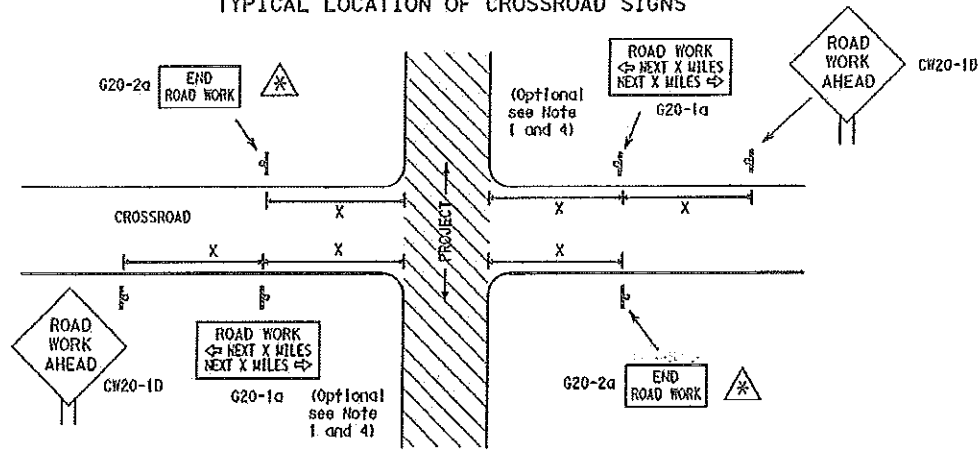 TYPICAL LOCATION OF CROSSROAD SIGNS
G20-2a
END
ROAD WORK
*
(Optional
see Note
1 and 4)
ROAD WORK
⇦ NEXT X MILES
NEXT X MILES ⇨
G20-1a
ROAD
WORK
AHEAD
CW20-1D
X
X
X
CROSSROAD
PROJECT
X
X
X
ROAD
WORK
AHEAD
CW20-1D
ROAD WORK
⇦ NEXT X MILES
NEXT X MILES ⇨
G20-1a
(Optional
see Note
1 and 4)
G20-2a
END
ROAD WORK
*